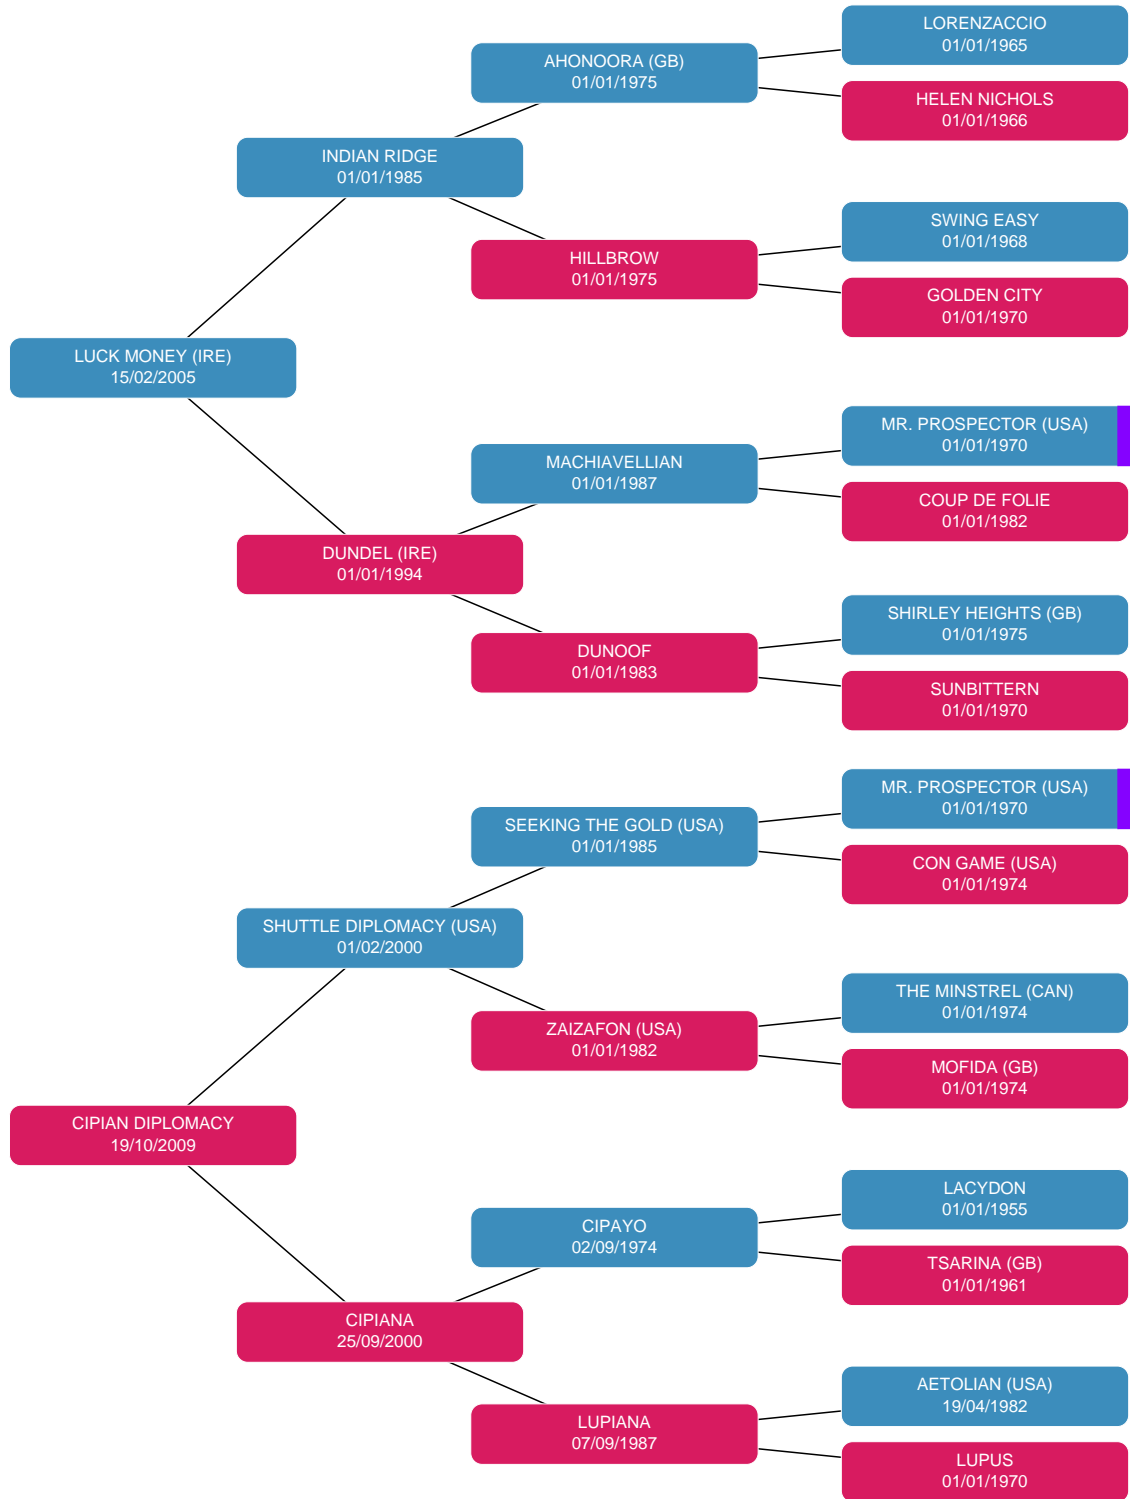 LORENZACCIO
01/01/1965
AHONOORA (GB)
01/01/1975
HELEN NICHOLS
01/01/1966
INDIAN RIDGE
01/01/1985
SWING EASY
01/01/1968
HILLBROW
01/01/1975
GOLDEN CITY
01/01/1970
LUCK MONEY (IRE)
15/02/2005
MR. PROSPECTOR (USA)
01/01/1970
MACHIAVELLIAN
01/01/1987
COUP DE FOLIE
01/01/1982
DUNDEL (IRE)
01/01/1994
SHIRLEY HEIGHTS (GB)
01/01/1975
DUNOOF
01/01/1983
SUNBITTERN
01/01/1970
MR. PROSPECTOR (USA)
01/01/1970
SEEKING THE GOLD (USA)
01/01/1985
CON GAME (USA)
01/01/1974
SHUTTLE DIPLOMACY (USA)
01/02/2000
THE MINSTREL (CAN)
01/01/1974
ZAIZAFON (USA)
01/01/1982
MOFIDA (GB)
01/01/1974
CIPIAN DIPLOMACY
19/10/2009
LACYDON
01/01/1955
CIPAYO
02/09/1974
TSARINA (GB)
01/01/1961
CIPIANA
25/09/2000
AETOLIAN (USA)
19/04/1982
LUPIANA
07/09/1987
LUPUS
01/01/1970